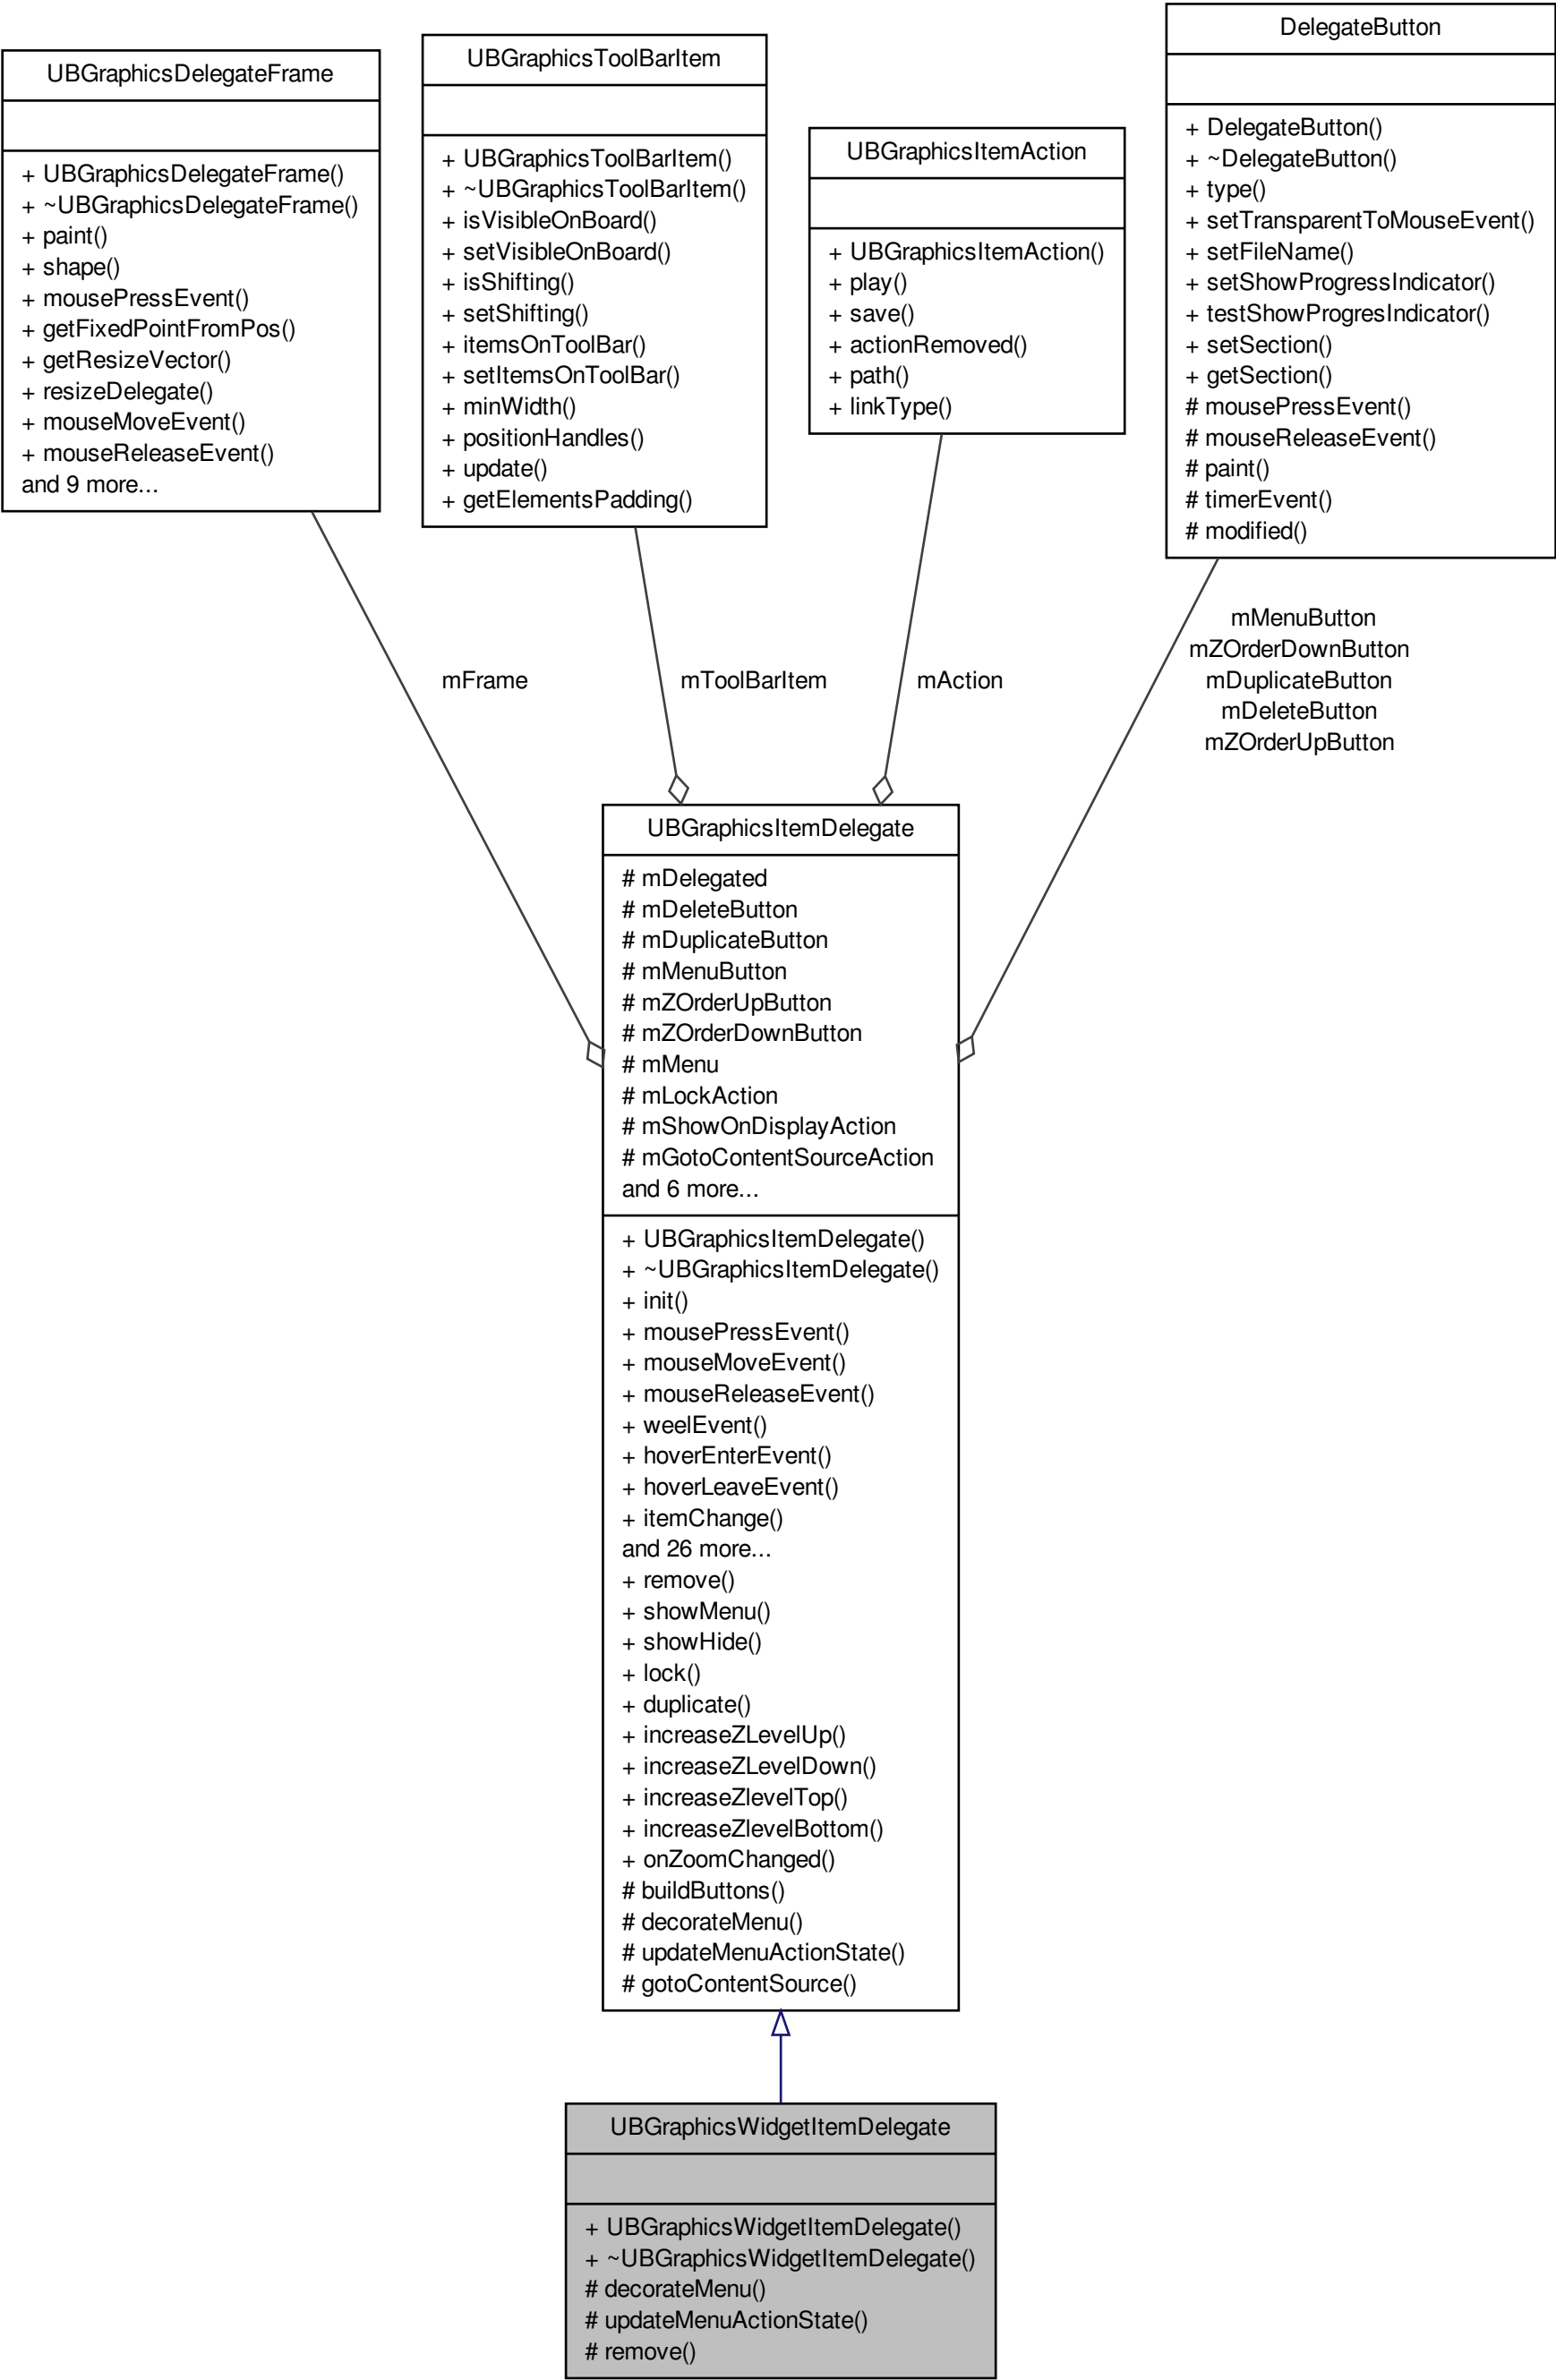 UBGraphicsDelegateFrame
+ UBGraphicsDelegateFrame()
+ ~UBGraphicsDelegateFrame()
+ paint()
+ shape()
+ mousePressEvent()
+ getFixedPointFromPos()
+ getResizeVector()
+ resizeDelegate()
+ mouseMoveEvent()
+ mouseReleaseEvent()
and 9 more...
UBGraphicsToolBarItem
+ UBGraphicsToolBarItem()
+ ~UBGraphicsToolBarItem()
+ isVisibleOnBoard()
+ setVisibleOnBoard()
+ isShifting()
+ setShifting()
+ itemsOnToolBar()
+ setItemsOnToolBar()
+ minWidth()
+ positionHandles()
+ update()
+ getElementsPadding()
UBGraphicsItemAction
+ UBGraphicsItemAction()
+ play()
+ save()
+ actionRemoved()
+ path()
+ linkType()
DelegateButton
+ DelegateButton()
+ ~DelegateButton()
+ type()
+ setTransparentToMouseEvent()
+ setFileName()
+ setShowProgressIndicator()
+ testShowProgresIndicator()
+ setSection()
+ getSection()
# mousePressEvent()
# mouseReleaseEvent()
# paint()
# timerEvent()
# modified()
mFrame
mToolBarItem
mAction
mMenuButton
mZOrderDownButton
mDuplicateButton
mDeleteButton
mZOrderUpButton
UBGraphicsItemDelegate
# mDelegated
# mDeleteButton
# mDuplicateButton
# mMenuButton
# mZOrderUpButton
# mZOrderDownButton
# mMenu
# mLockAction
# mShowOnDisplayAction
# mGotoContentSourceAction
and 6 more...
+ UBGraphicsItemDelegate()
+ ~UBGraphicsItemDelegate()
+ init()
+ mousePressEvent()
+ mouseMoveEvent()
+ mouseReleaseEvent()
+ weelEvent()
+ hoverEnterEvent()
+ hoverLeaveEvent()
+ itemChange()
and 26 more...
+ remove()
+ showMenu()
+ showHide()
+ lock()
+ duplicate()
+ increaseZLevelUp()
+ increaseZLevelDown()
+ increaseZlevelTop()
+ increaseZlevelBottom()
+ onZoomChanged()
# buildButtons()
# decorateMenu()
# updateMenuActionState()
# gotoContentSource()
UBGraphicsWidgetItemDelegate
+ UBGraphicsWidgetItemDelegate()
+ ~UBGraphicsWidgetItemDelegate()
# decorateMenu()
# updateMenuActionState()
# remove()